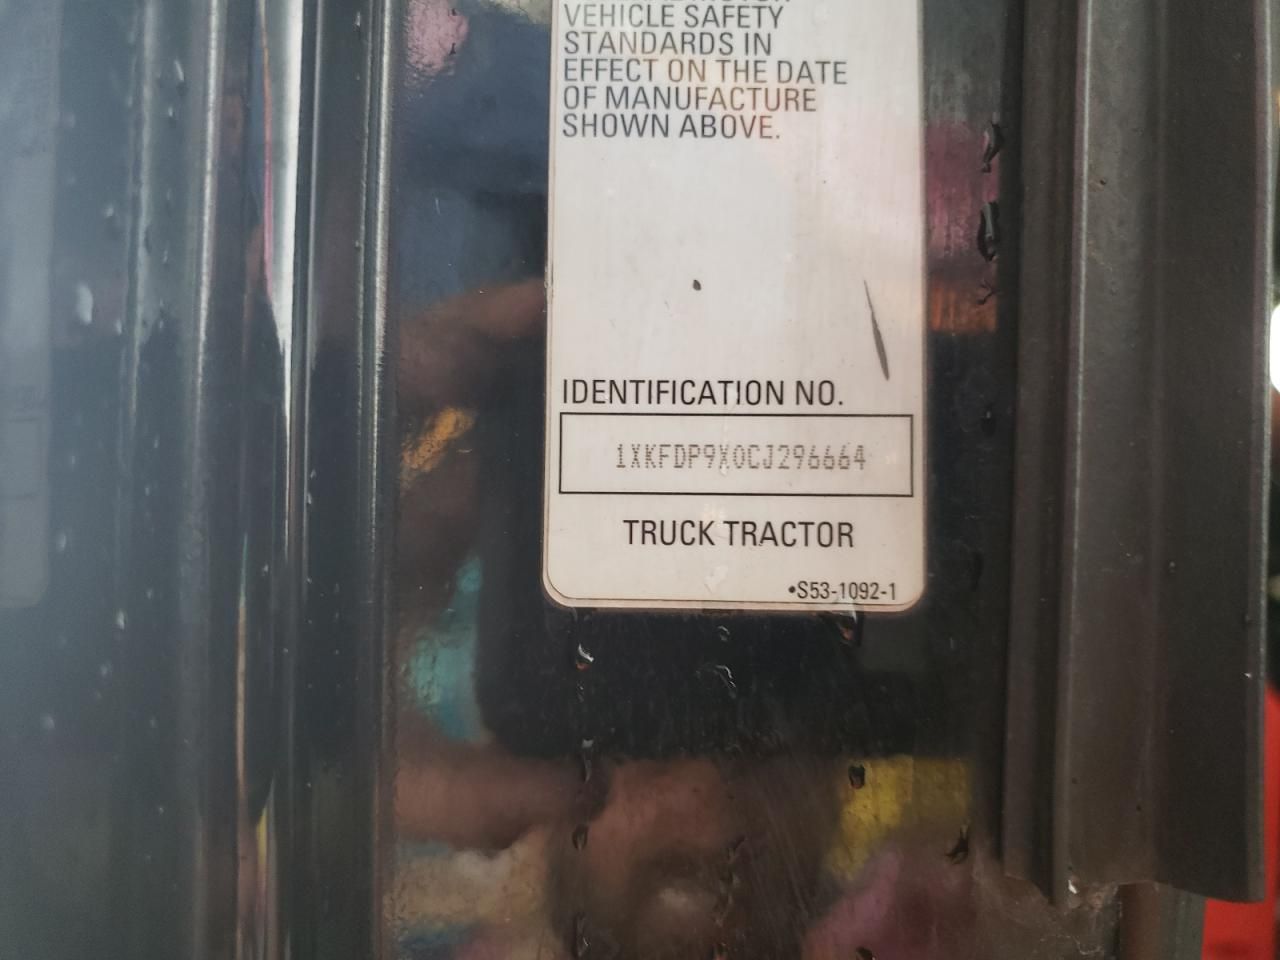 VEHICLE SAFETY
STANDARDS IN
EFFECT ON THE DATE
OF MANUFACTURE
SHOWN ABOVE.
IDENTIFICATION NO.
1XKFDP9X0CJ296664
TRUCK TRACTOR
•S53-1092-1